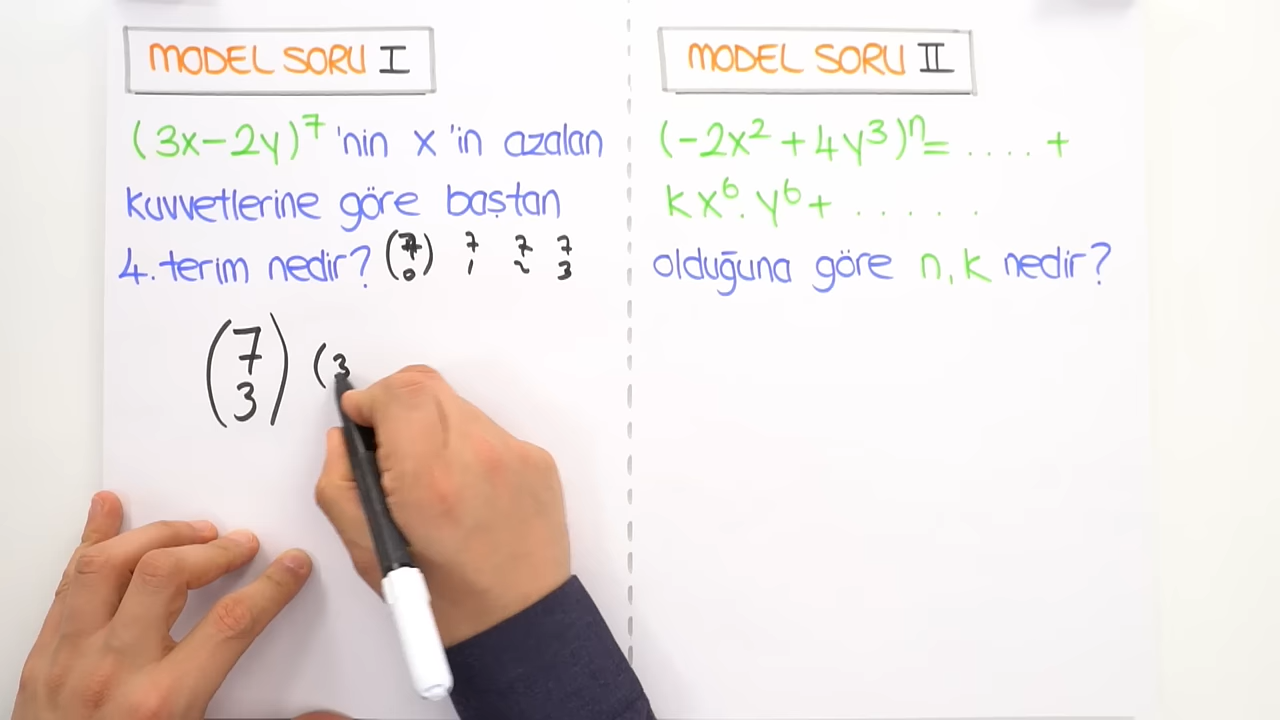 MODEL SORU I
(3x-2y)⁷ 'nin x 'in azalan
kuvvetlerine göre baştan
4. terim nedir?
(7 0) 7 1 7 2 7 3
(7 3) (3
MODEL SORU II
(-2x²+4y³)ⁿ= .... +
kx⁶.y⁶+ .....
olduğuna göre n, k nedir?